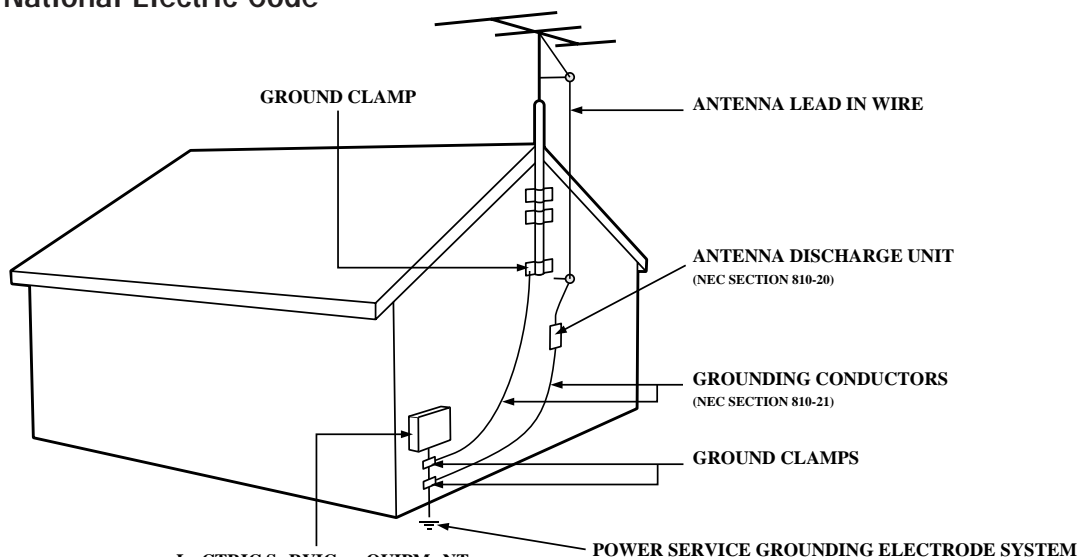 National Electric Code
GROUND CLAMP
ANTENNA LEAD IN WIRE
ANTENNA DISCHARGE UNIT
(NEC SECTION 810-20)
GROUNDING CONDUCTORS
(NEC SECTION 810-21)
GROUND CLAMPS
POWER SERVICE GROUNDING ELECTRODE SYSTEM